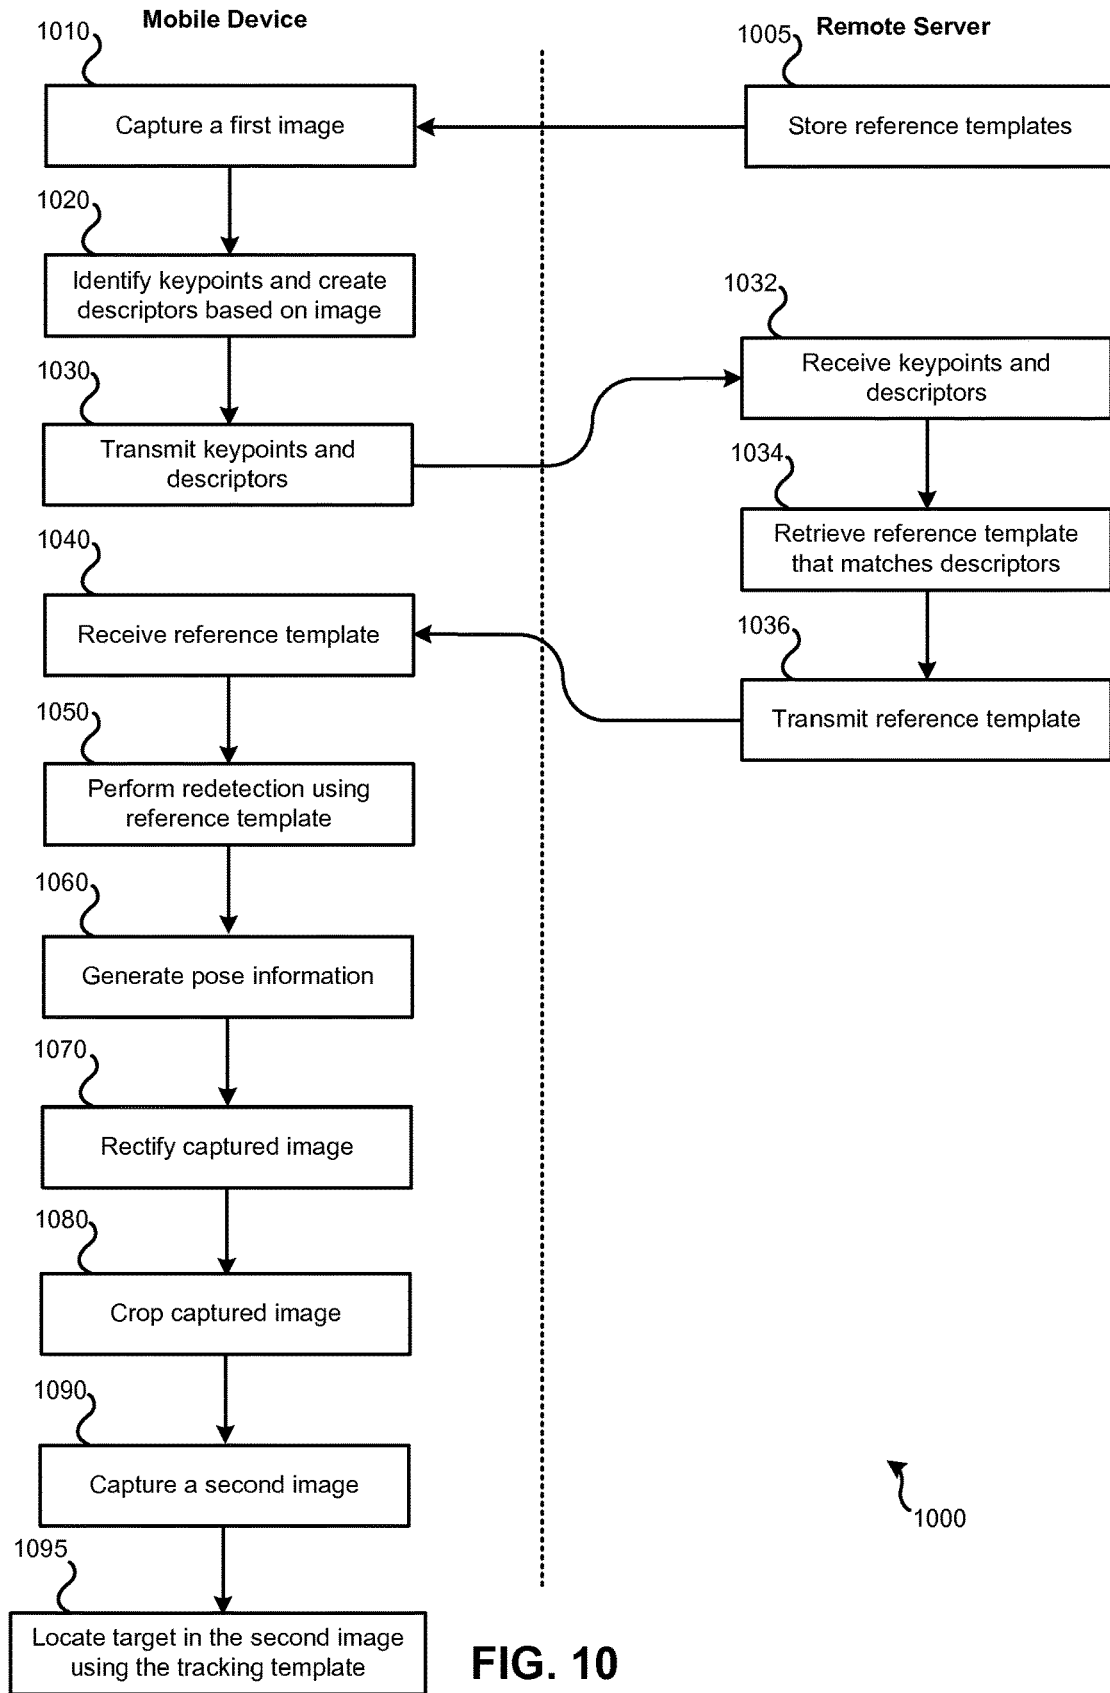 Mobile Device
Remote Server
1010
1005
Capture a first image
Store reference templates
1020
Identify keypoints and create
descriptors based on image
1032
Receive keypoints and
descriptors
1030
Transmit keypoints and
descriptors
1034
Retrieve reference template
that matches descriptors
1040
Receive reference template
1036
Transmit reference template
1050
Perform redetection using
reference template
1060
Generate pose information
1070
Rectify captured image
1080
Crop captured image
1090
Capture a second image
1000
1095
Locate target in the second image
using the tracking template
FIG. 10